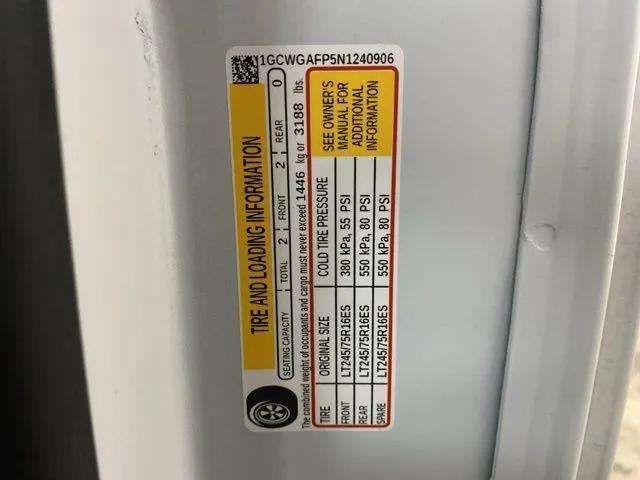 1GCWGAFP5N1240906
TIRE AND LOADING INFORMATION
SEATING CAPACITY TOTAL 2 FRONT 2 REAR 0
The combined weight of occupants and cargo must never exceed 1446 kg or 3188 lbs.
TIRE ORIGINAL SIZE COLD TIRE PRESSURE
FRONT LT245/75R16ES 380 kPa, 55 PSI
REAR LT245/75R16ES 550 kPa, 80 PSI
SPARE LT245/75R16ES 550 kPa, 80 PSI
SEE OWNER'S
MANUAL FOR
ADDITIONAL
INFORMATION